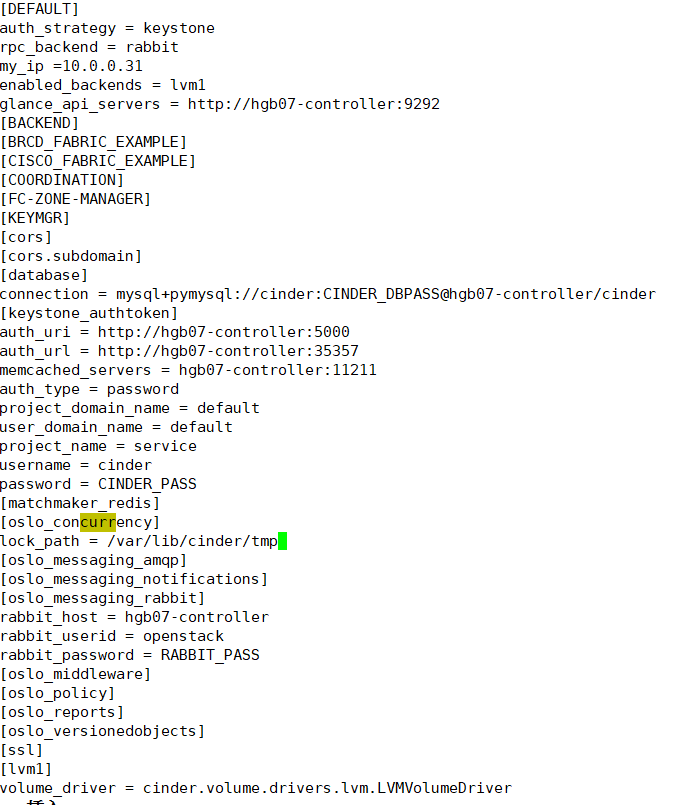 [DEFAULT]
auth_strategy = keystone
rpc_backend = rabbit
my_ip =10.0.0.31
enabled_backends = lvm1
glance_api_servers = http://hgb07-controller:9292
[BACKEND]
[BRCD_FABRIC_EXAMPLE]
[CISCO_FABRIC_EXAMPLE]
[COORDINATION]
[FC-ZONE-MANAGER]
[KEYMGR]
[cors]
[cors.subdomain]
[database]
connection = mysql+pymysql://cinder:CINDER_DBPASS@hgb07-controller/cinder
[keystone_authtoken]
auth_uri = http://hgb07-controller:5000
auth_url = http://hgb07-controller:35357
memcached_servers = hgb07-controller:11211
auth_type = password
project_domain_name = default
user_domain_name = default
project_name = service
username = cinder
password = CINDER_PASS
[matchmaker_redis]
[oslo_concurrency]
lock_path = /var/lib/cinder/tmp
[oslo_messaging_amqp]
[oslo_messaging_notifications]
[oslo_messaging_rabbit]
rabbit_host = hgb07-controller
rabbit_userid = openstack
rabbit_password = RABBIT_PASS
[oslo_middleware]
[oslo_policy]
[oslo_reports]
[oslo_versionedobjects]
[ssl]
[lvm1]
volume_driver = cinder.volume.drivers.lvm.LVMVolumeDriver